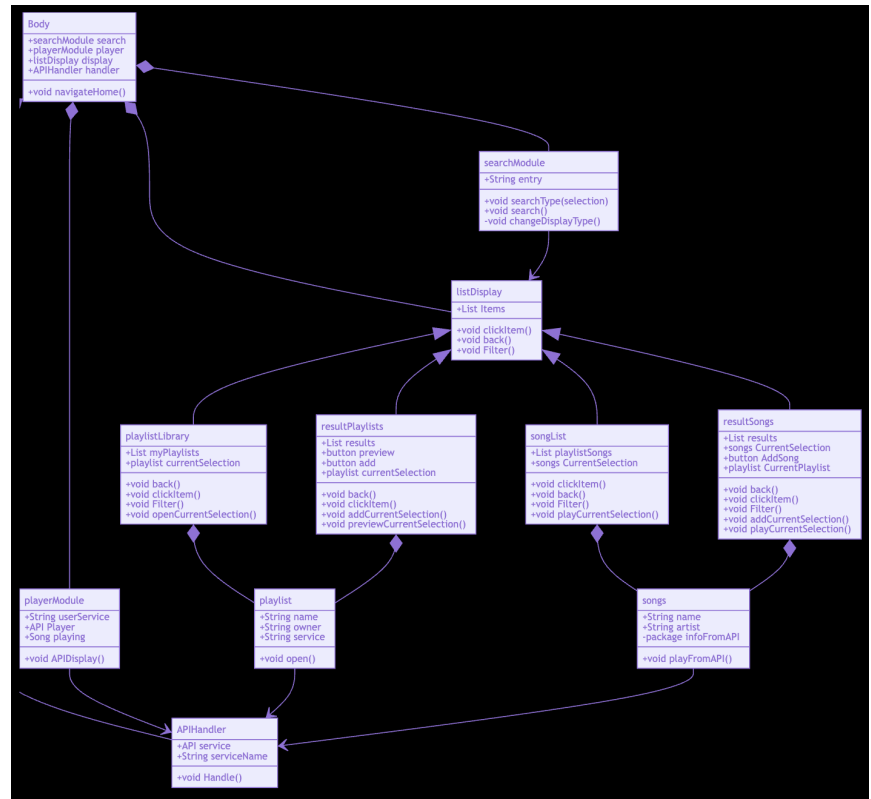 Body
+searchModule search
+playerModule player
+listDisplay display
+APIHandler handler
+void navigateHome()
searchModule
+String entry
+void searchType(selection)
+void search()
-void changeDisplayType()
listDisplay
+List Items
+void clickItem()
+void back()
+void Filter()
playlistLibrary
+List myPlaylists
+playlist currentSelection
+void back()
+void clickItem()
+void Filter()
+void openCurrentSelection()
resultPlaylists
+List results
+button preview
+button add
+playlist currentSelection
+void back()
+void clickItem()
+void addCurrentSelection()
+void previewCurrentSelection()
songList
+List playlistSongs
+songs CurrentSelection
+void clickItem()
+void back()
+void Filter()
+void playCurrentSelection()
resultSongs
+List results
+songs CurrentSelection
+button AddSong
+playlist CurrentPlaylist
+void back()
+void clickItem()
+void Filter()
+void addCurrentSelection()
+void playCurrentSelection()
playerModule
+String userService
+API Player
+Song playing
+void APIDisplay()
playlist
+String name
+String owner
+String service
+void open()
songs
+String name
+String artist
-package infoFromAPI
+void playFromAPI()
APIHandler
+API service
+String serviceName
+void Handle()